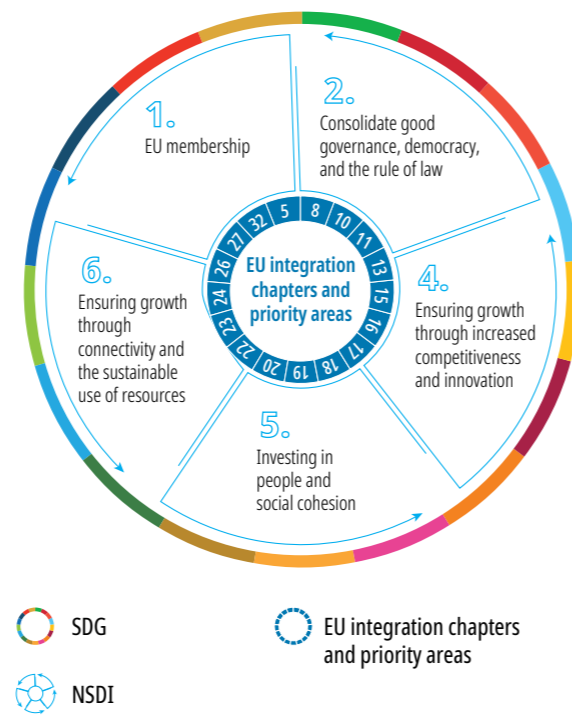 1.
EU membership
2.
Consolidate good
governance, democracy,
and the rule of law
6.
Ensuring growth
through
connectivity and
the sustainable
use of resources
5 8 10 11 13 15 16 17 18 19 20 22 23 24 26 27 32
EU integration
chapters and
priority areas
4.
Ensuring growth
through increased
competitiveness
and innovation
5.
Investing in
people and
social cohesion
SDG
EU integration chapters
and priority areas
NSDI